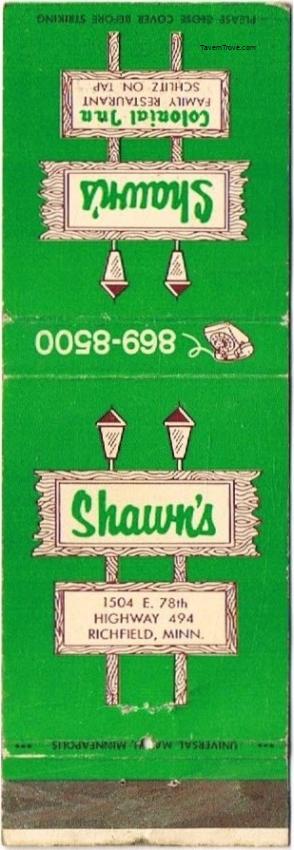 PLEASE CLOSE COVER BEFORE STRIKING
TavernTrove.com
SCHLITZ ON TAP
FAMILY RESTAURANT
Colonial Inn
Shawn's
869-8500
Shawn's
1504 E. 78th
HIGHWAY 494
RICHFIELD, MINN.
UNIVERSAL MATCH, MINNEAPOLIS